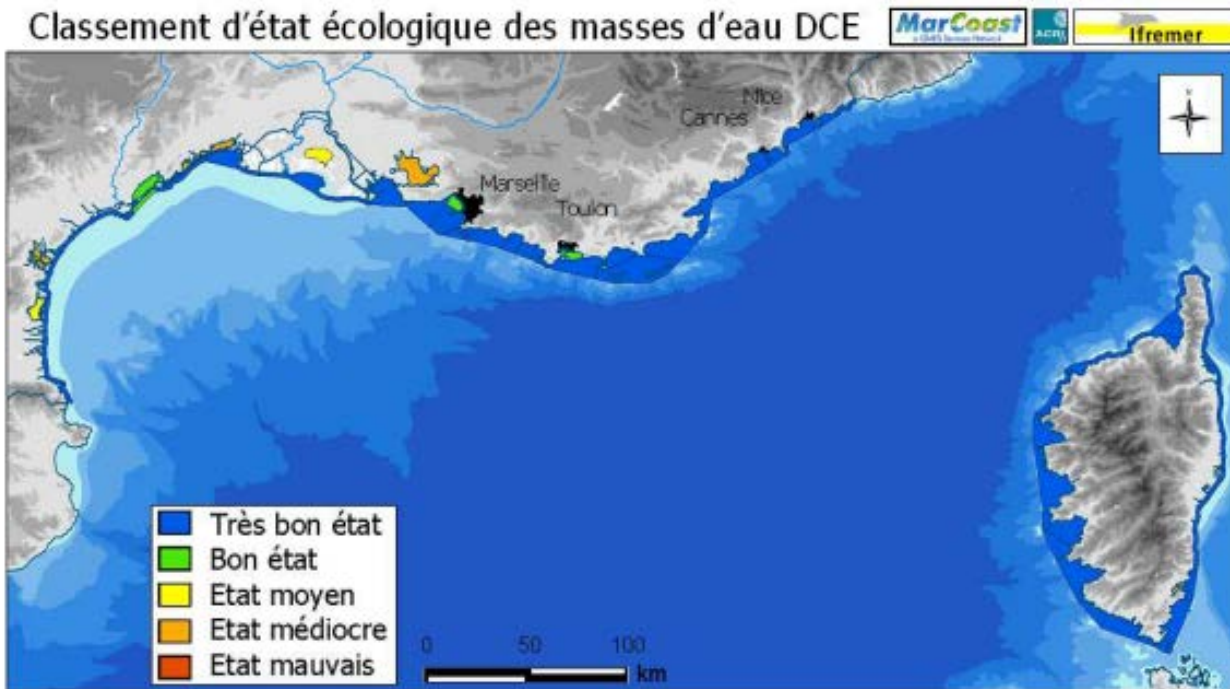 Classement d'état écologique des masses d'eau DCE
MarCoast
ACRI
Ifremer
N
Nice
Cannes
Marseille
Toulon
Très bon état
Bon état
Etat moyen
Etat médiocre
Etat mauvais
0 50 100
km